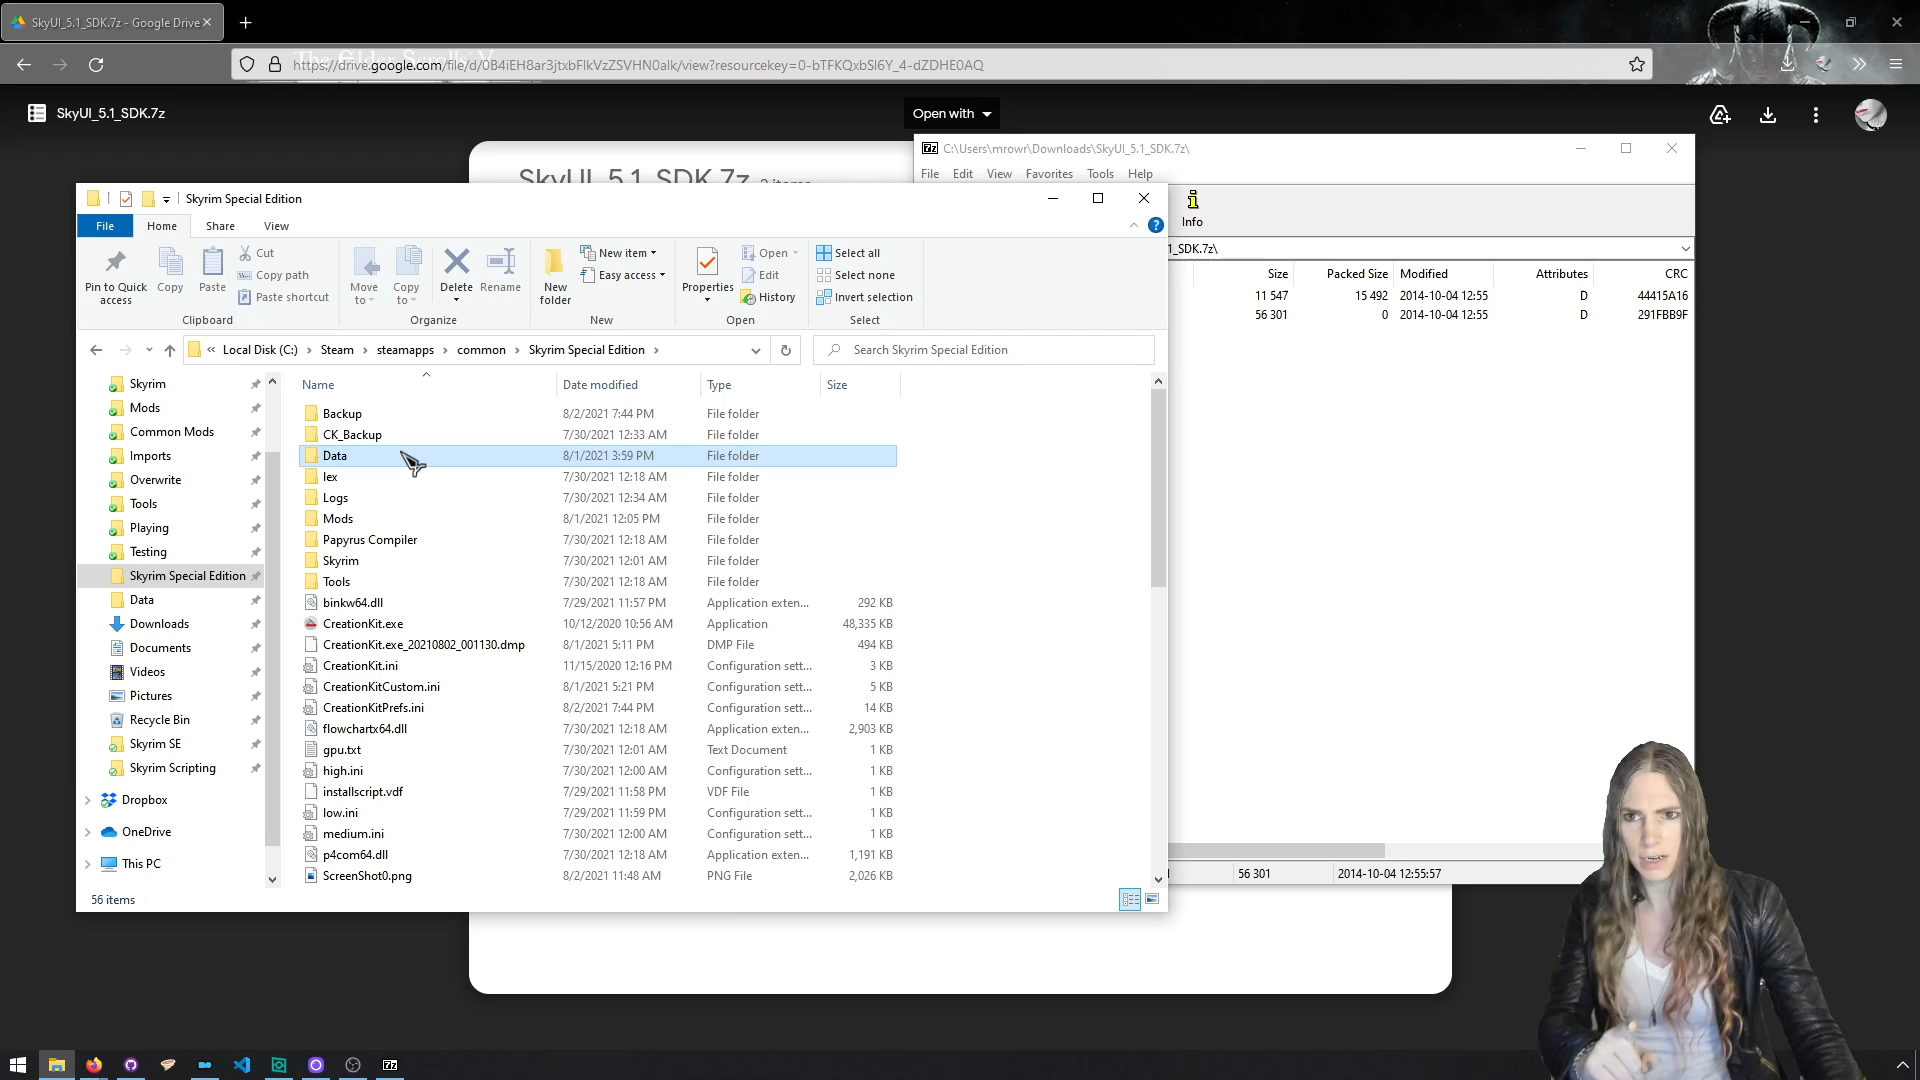 SkyUI_5.1_SDK.7z - Google Drive
https://drive.google.com/file/d/0B4iEH8ar3jtxbFlkVzZSVHN0alk/view?resourcekey=0-bTFKQxbSl6Y_4-dZDHE0AQ
SkyUI_5.1_SDK.7z
Open with
SkyUI_5.1_SDK.7z 2 items
C:\Users\mrowr\Downloads\SkyUI_5.1_SDK.7z\
File Edit View Favorites Tools Help
Info
1_SDK.7z\
Size Packed Size Modified Attributes CRC
11 547 15 492 2014-10-04 12:55 D 44415A16
56 301 0 2014-10-04 12:55 D 291FBB9F
56 301 2014-10-04 12:55:57
Skyrim Special Edition
File Home Share View
Pin to Quick access
Copy
Paste
Cut
Copy path
Paste shortcut
Clipboard
Move to
Copy to
Delete
Rename
Organize
New folder
New item
Easy access
New
Properties
Open
Edit
History
Open
Select all
Select none
Invert selection
Select
« Local Disk (C:) > Steam > steamapps > common > Skyrim Special Edition >
Search Skyrim Special Edition
Skyrim
Mods
Common Mods
Imports
Overwrite
Tools
Playing
Testing
Skyrim Special Edition
Data
Downloads
Documents
Videos
Pictures
Recycle Bin
Skyrim SE
Skyrim Scripting
Dropbox
OneDrive
This PC
Name Date modified Type Size
Backup 8/2/2021 7:44 PM File folder
CK_Backup 7/30/2021 12:33 AM File folder
Data 8/1/2021 3:59 PM File folder
lex 7/30/2021 12:18 AM File folder
Logs 7/30/2021 12:34 AM File folder
Mods 8/1/2021 12:05 PM File folder
Papyrus Compiler 7/30/2021 12:18 AM File folder
Skyrim 7/30/2021 12:01 AM File folder
Tools 7/30/2021 12:18 AM File folder
binkw64.dll 7/29/2021 11:57 PM Application exten... 292 KB
CreationKit.exe 10/12/2020 10:56 AM Application 48,335 KB
CreationKit.exe_20210802_001130.dmp 8/1/2021 5:11 PM DMP File 494 KB
CreationKit.ini 11/15/2020 12:16 PM Configuration sett... 3 KB
CreationKitCustom.ini 8/1/2021 5:21 PM Configuration sett... 5 KB
CreationKitPrefs.ini 8/2/2021 7:44 PM Configuration sett... 14 KB
flowchartx64.dll 7/30/2021 12:18 AM Application exten... 2,903 KB
gpu.txt 7/30/2021 12:01 AM Text Document 1 KB
high.ini 7/30/2021 12:00 AM Configuration sett... 1 KB
installscript.vdf 7/29/2021 11:58 PM VDF File 1 KB
low.ini 7/29/2021 11:59 PM Configuration sett... 1 KB
medium.ini 7/30/2021 12:00 AM Configuration sett... 1 KB
p4com64.dll 7/30/2021 12:18 AM Application exten... 1,191 KB
ScreenShot0.png 8/2/2021 11:48 AM PNG File 2,026 KB
56 items